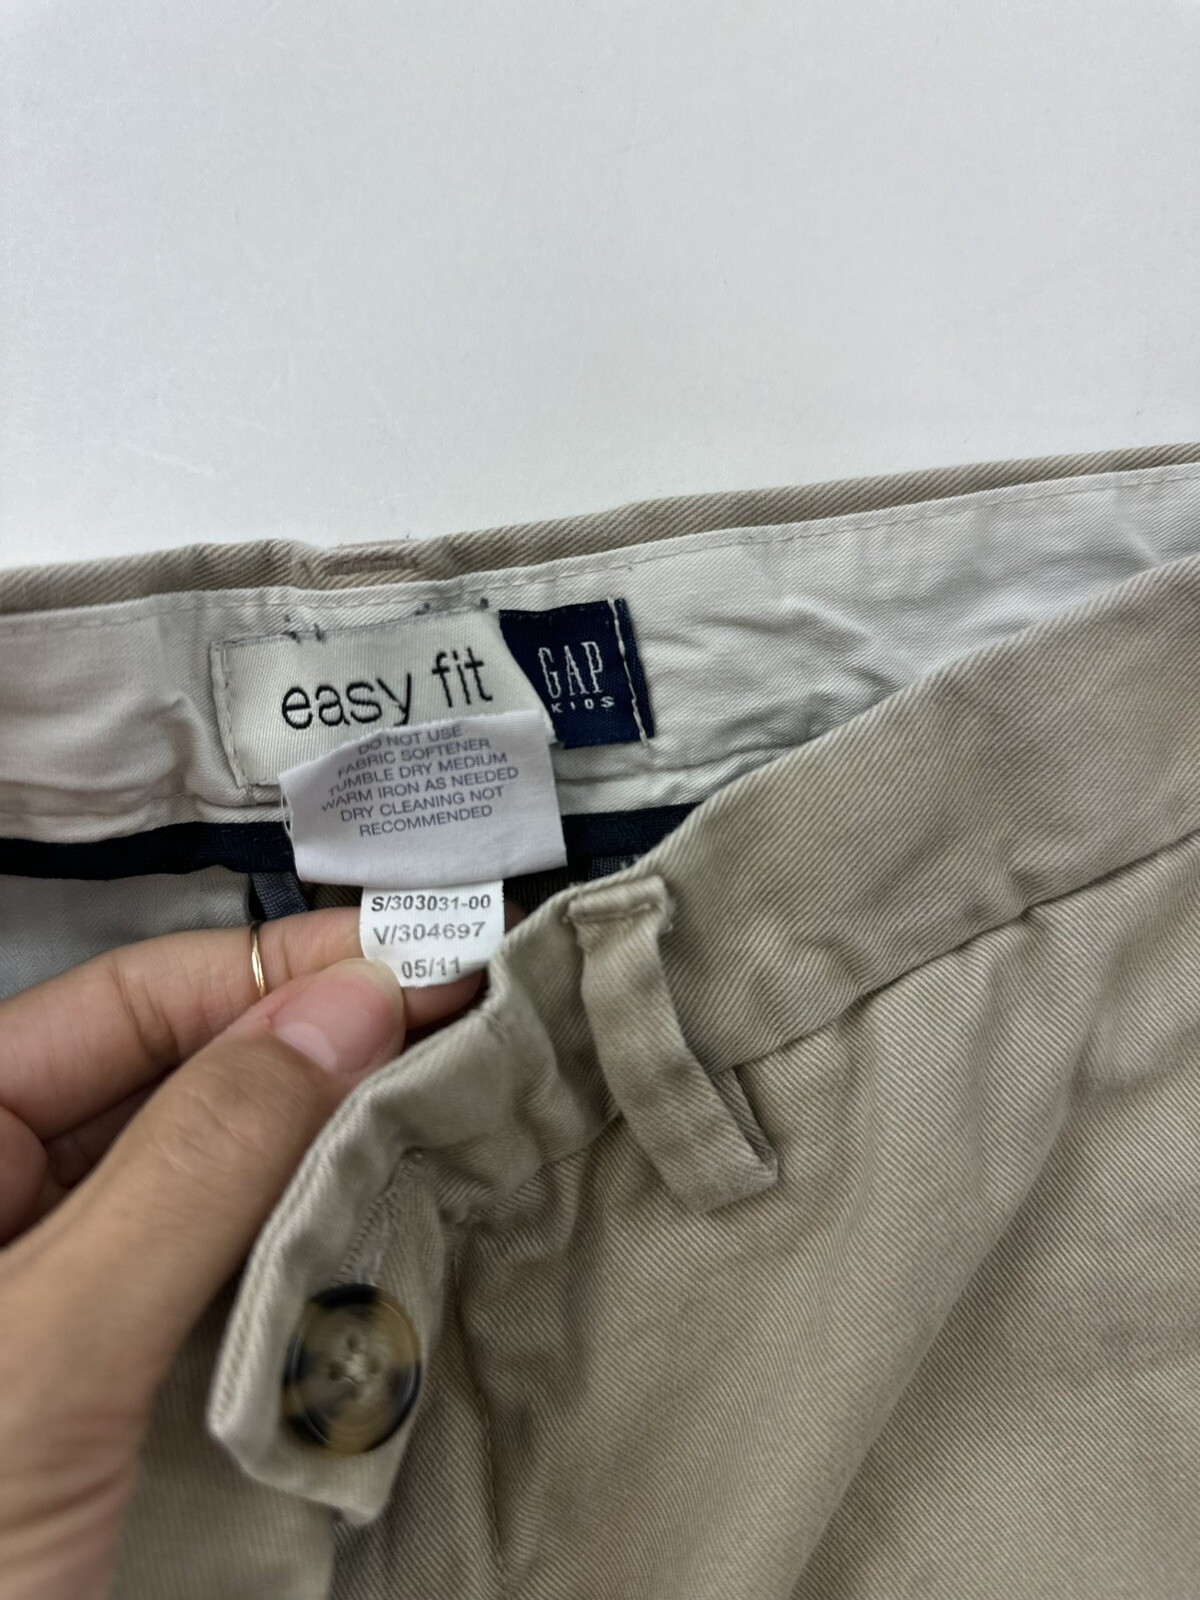 easy fit
GAP
KIDS
DO NOT USE
FABRIC SOFTENER
TUMBLE DRY MEDIUM
WARM IRON AS NEEDED
DRY CLEANING NOT
RECOMMENDED
S/303031-00
V/304697
05/11